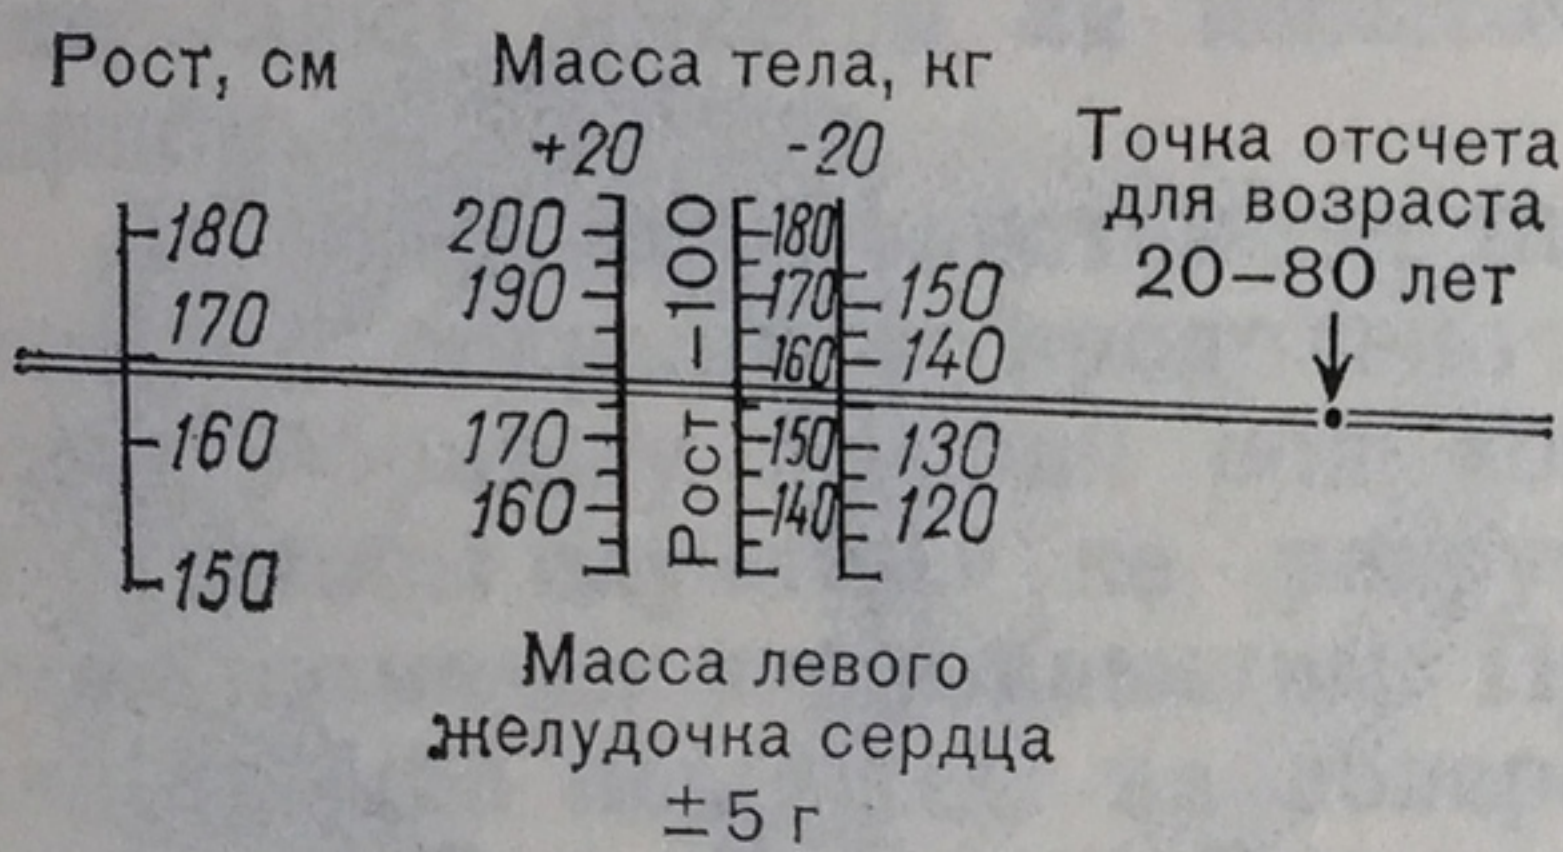 Рост, см Масса тела, кг
+20 -20
Точка отсчета
для возраста
20–80 лет
180
170
160
150
200
190
170
160
Рост –100
180
170
160
150
140
150
140
130
120
Масса левого
желудочка сердца
±5 г